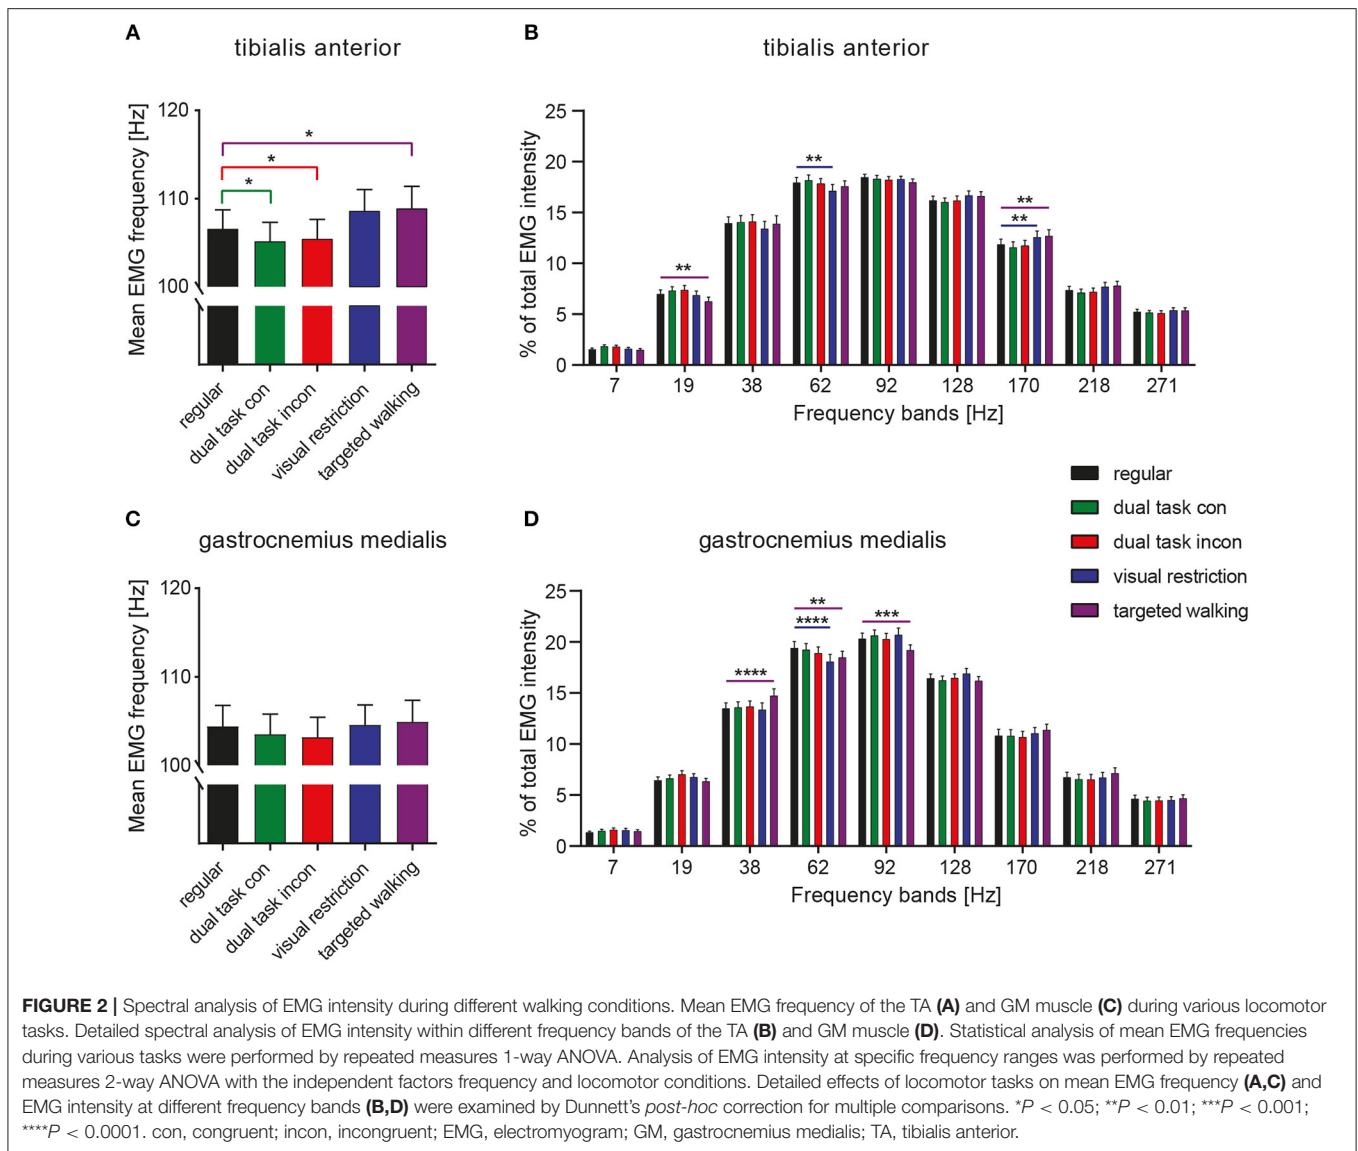 A
tibialis anterior
Mean EMG frequency [Hz]
120
110
100
*
*
*
regular
dual task con
dual task incon
visual restriction
targeted walking
B
tibialis anterior
% of total EMG intensity
25
20
15
10
5
0
**
**
**
**
7 19 38 62 92 128 170 218 271
Frequency bands [Hz]
regular
dual task con
dual task incon
visual restriction
targeted walking
C
gastrocnemius medialis
Mean EMG frequency [Hz]
120
110
100
regular
dual task con
dual task incon
visual restriction
targeted walking
D
gastrocnemius medialis
% of total EMG intensity
25
20
15
10
5
0
****
**
****
***
7 19 38 62 92 128 170 218 271
Frequency bands [Hz]
FIGURE 2 | Spectral analysis of EMG intensity during different walking conditions. Mean EMG frequency of the TA (A) and GM muscle (C) during various locomotor
tasks. Detailed spectral analysis of EMG intensity within different frequency bands of the TA (B) and GM muscle (D). Statistical analysis of mean EMG frequencies
during various tasks were performed by repeated measures 1-way ANOVA. Analysis of EMG intensity at specific frequency ranges was performed by repeated
measures 2-way ANOVA with the independent factors frequency and locomotor conditions. Detailed effects of locomotor tasks on mean EMG frequency (A,C) and
EMG intensity at different frequency bands (B,D) were examined by Dunnett's post-hoc correction for multiple comparisons. *P < 0.05; **P < 0.01; ***P < 0.001;
****P < 0.0001. con, congruent; incon, incongruent; EMG, electromyogram; GM, gastrocnemius medialis; TA, tibialis anterior.